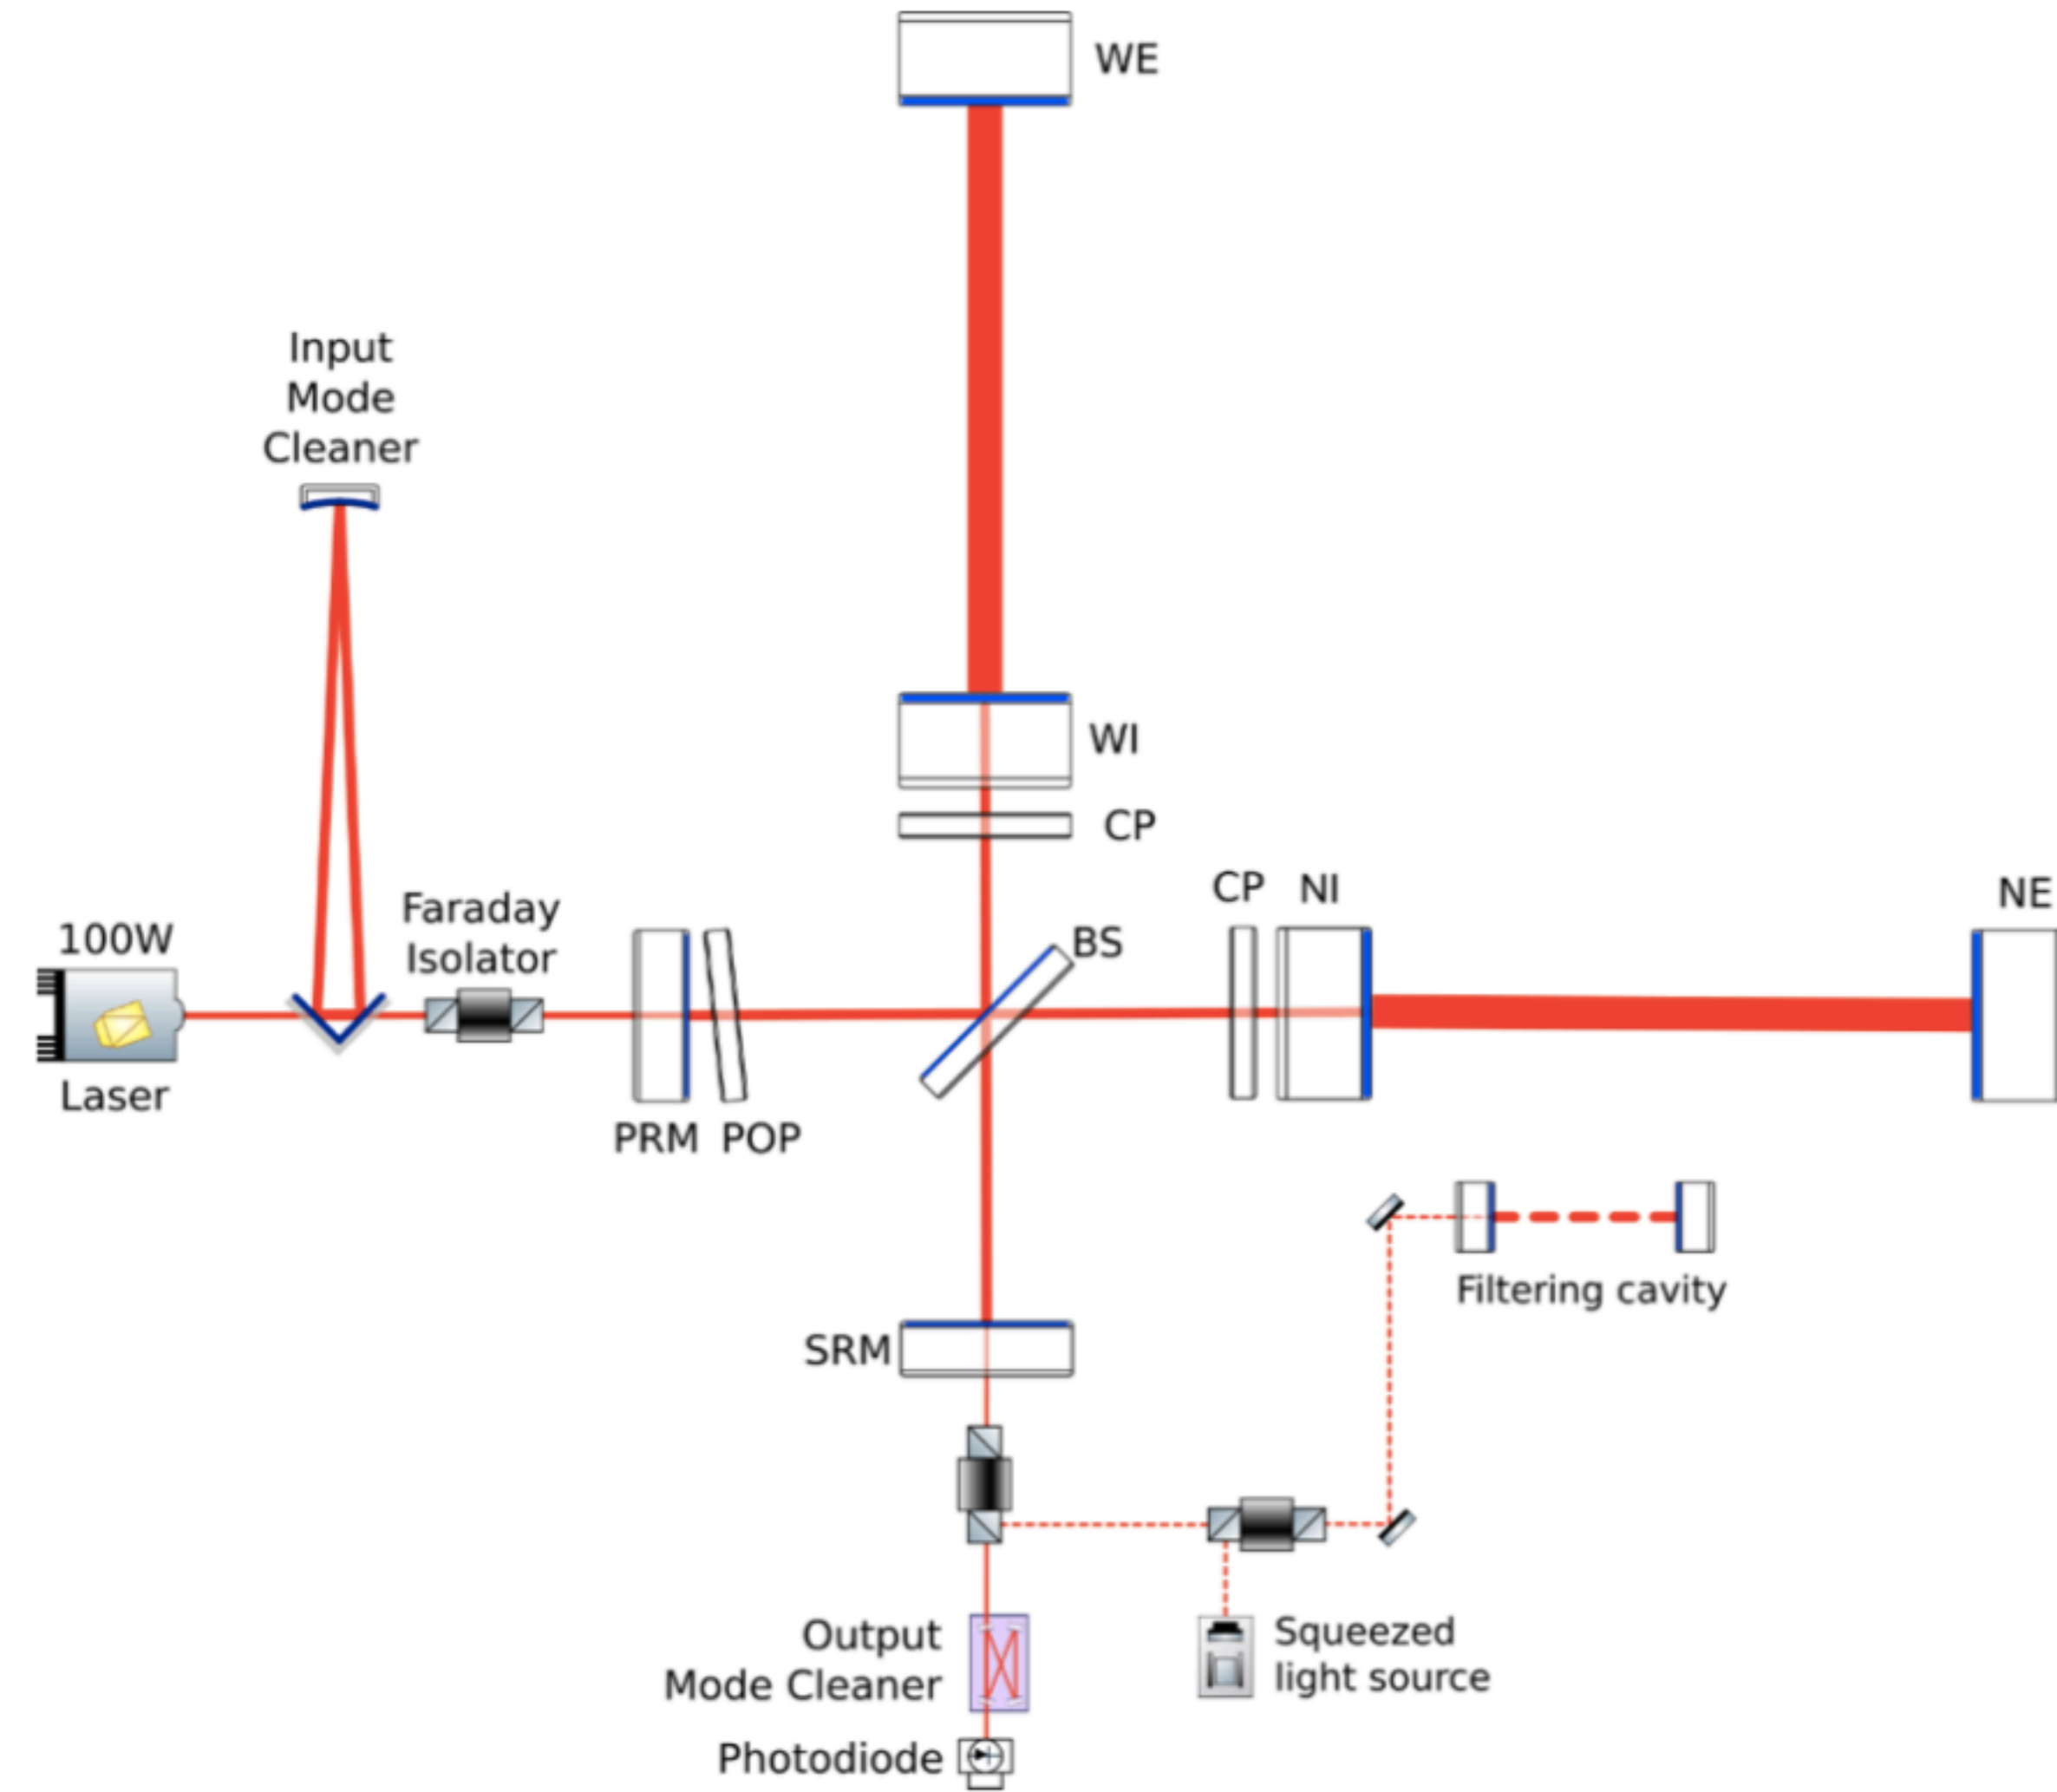 WE
Input
Mode
Cleaner
WI
CP
CP
NI
NE
Faraday
Isolator
100W
BS
Laser
PRM
POP
Filtering cavity
SRM
Squeezed
light source
Output
Mode Cleaner
Photodiode